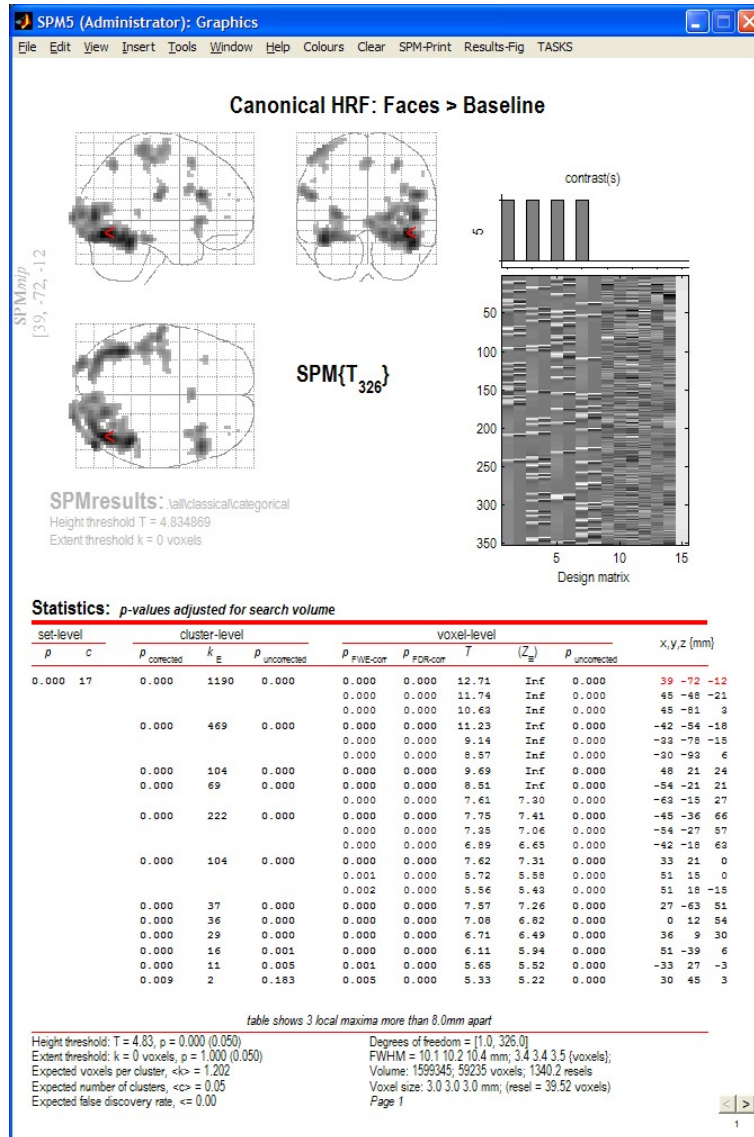 SPM5 (Administrator): Graphics
File Edit View Insert Tools Window Help Colours Clear SPM-Print Results-Fig TASKS
Canonical HRF: Faces > Baseline
SPMmip
[39, -72, -12]
<
<
<
SPM{T326}
SPMresults: .\all\classical\categorical
Height threshold T = 4.834869
Extent threshold k = 0 voxels
contrast(s)
5
50
100
150
200
250
300
350
5 10 15
Design matrix
Statistics: p-values adjusted for search volume
set-level cluster-level voxel-level x,y,z {mm}
p c p corrected k E p uncorrected p FWE-corr p FDR-corr T (Z≡) p uncorrected
0.000 17 0.000 1190 0.000 0.000 0.000 12.71 Inf 0.000 39 -72 -12
0.000 0.000 11.74 Inf 0.000 45 -48 -21
0.000 0.000 10.63 Inf 0.000 45 -81 3
0.000 469 0.000 0.000 0.000 11.23 Inf 0.000 -42 -54 -18
0.000 0.000 9.14 Inf 0.000 -33 -78 -15
0.000 0.000 8.57 Inf 0.000 -30 -93 6
0.000 104 0.000 0.000 0.000 9.69 Inf 0.000 48 21 24
0.000 69 0.000 0.000 0.000 8.51 Inf 0.000 -54 -21 21
0.000 0.000 7.61 7.30 0.000 -63 -15 27
0.000 222 0.000 0.000 0.000 7.75 7.41 0.000 -45 -36 66
0.000 0.000 7.35 7.06 0.000 -54 -27 57
0.000 0.000 6.89 6.65 0.000 -42 -18 63
0.000 104 0.000 0.000 0.000 7.62 7.31 0.000 33 21 0
0.001 0.000 5.72 5.58 0.000 51 15 0
0.002 0.000 5.56 5.43 0.000 51 18 -15
0.000 37 0.000 0.000 0.000 7.57 7.26 0.000 27 -63 51
0.000 36 0.000 0.000 0.000 7.08 6.82 0.000 0 12 54
0.000 29 0.000 0.000 0.000 6.71 6.49 0.000 36 9 30
0.000 16 0.001 0.000 0.000 6.11 5.94 0.000 51 -39 6
0.000 11 0.005 0.001 0.000 5.65 5.52 0.000 -33 27 -3
0.009 2 0.183 0.005 0.000 5.33 5.22 0.000 30 45 3
table shows 3 local maxima more than 8.0mm apart
Height threshold: T = 4.83, p = 0.000 (0.050)
Extent threshold: k = 0 voxels, p = 1.000 (0.050)
Expected voxels per cluster, <k> = 1.202
Expected number of clusters, <c> = 0.05
Expected false discovery rate, <= 0.00
Degrees of freedom = [1.0, 326.0]
FWHM = 10.1 10.2 10.4 mm; 3.4 3.4 3.5 {voxels};
Volume: 1599345; 59235 voxels; 1340.2 resels
Voxel size: 3.0 3.0 3.0 mm; (resel = 39.52 voxels)
Page 1
< >
1